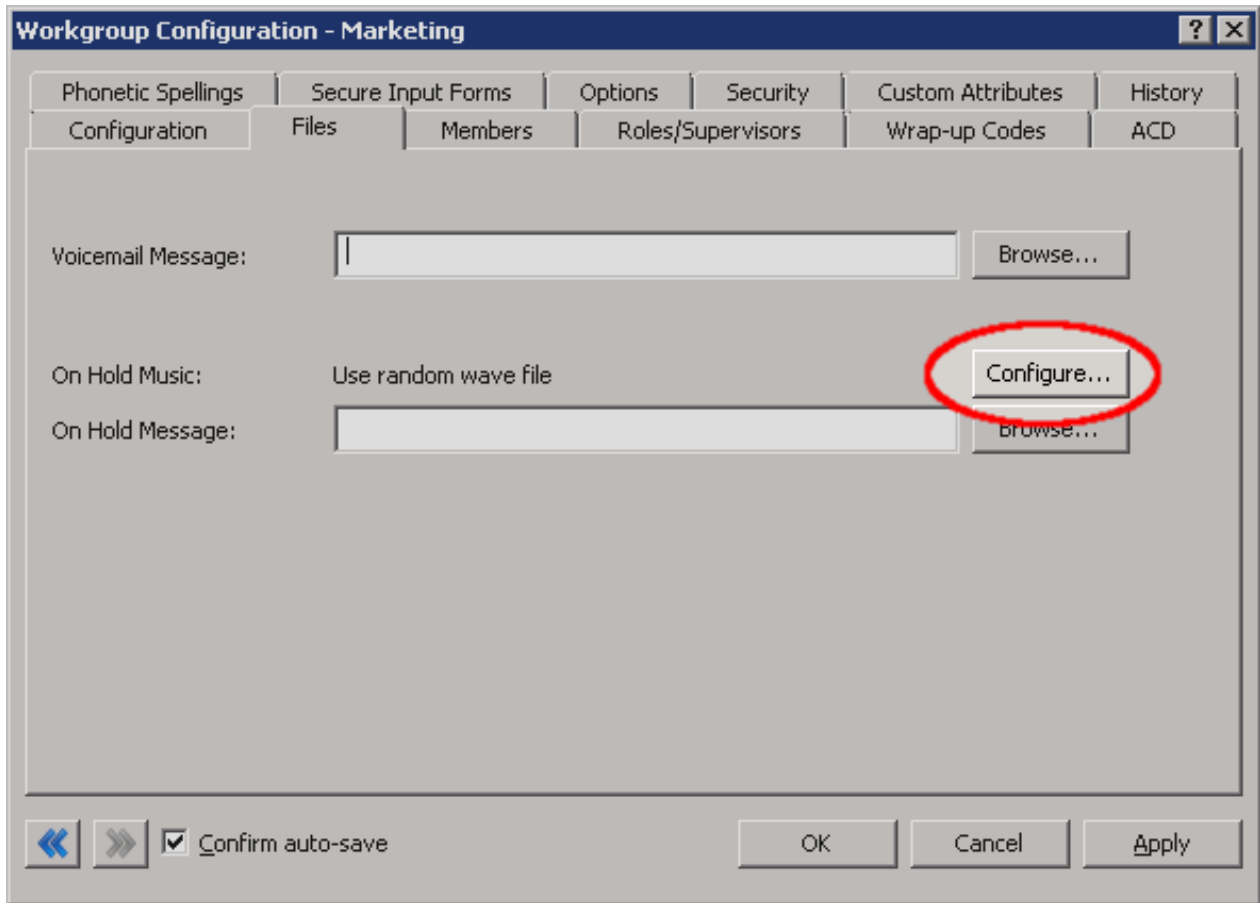 Workgroup Configuration - Marketing
Phonetic Spellings Secure Input Forms Options Security Custom Attributes History
Configuration Files Members Roles/Supervisors Wrap-up Codes ACD
Voicemail Message: Browse...
On Hold Music: Use random wave file Configure...
On Hold Message: Browse...
Confirm auto-save OK Cancel Apply